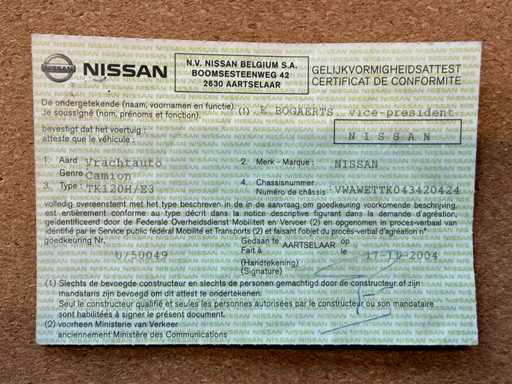 NISSAN
N.V. NISSAN BELGIUM S.A.
BOOMSESTEENWEG 42
2630 AARTSELAAR
GELIJKVORMIGHEIDSATTEST
CERTIFICAT DE CONFORMITE
De ondergetekende (naam, voornamen en functie)
Je soussigné (nom, prénoms et fonction). (1) K. BOGAERTS vice-president
bevestigt dat het voertuig :
atteste que le véhicule : NISSAN
1. Aard Vrachtauto 2. Merk - Marque : NISSAN
Genre : Camion
3. Type : TK120H/E3 4. Chassisnummer :
Numéro de châssis VWAWETTK043420424
volledig overeenstemt met het type beschreven in de in de aanvraag om goedkeuring voorkomende beschrijving,
est entièrement conforme au type décrit dans la notice descriptive figurant dans la demande d'agréation,
geïdentificeerd door de Federale Overheidsdienst Mobiliteit en Vervoer (2) en opgenomen in proces-verbaal van
identifié par le Service public fédéral Mobilité et Transports (2) et faisant l'objet du procès-verbal d'agréation n°
goedkeuring Nr. Gedaan te AARTSELAAR op
Fait à le
0750049 17-11-2004
(Handtekening)
(Signature)
(1) Slechts de bevoegde constructeur en slechts de personen gemachtigd door de constructeur of zijn
mandataris zijn bevoegd om dit attest te ondertekenen.
Seul le constructeur qualifié et seules les personnes autorisées par le constructeur ou son mandataire
sont habilitées à signer le présent document.
(2) voorheen Ministerie van Verkeer
anciennement Ministère des Communications